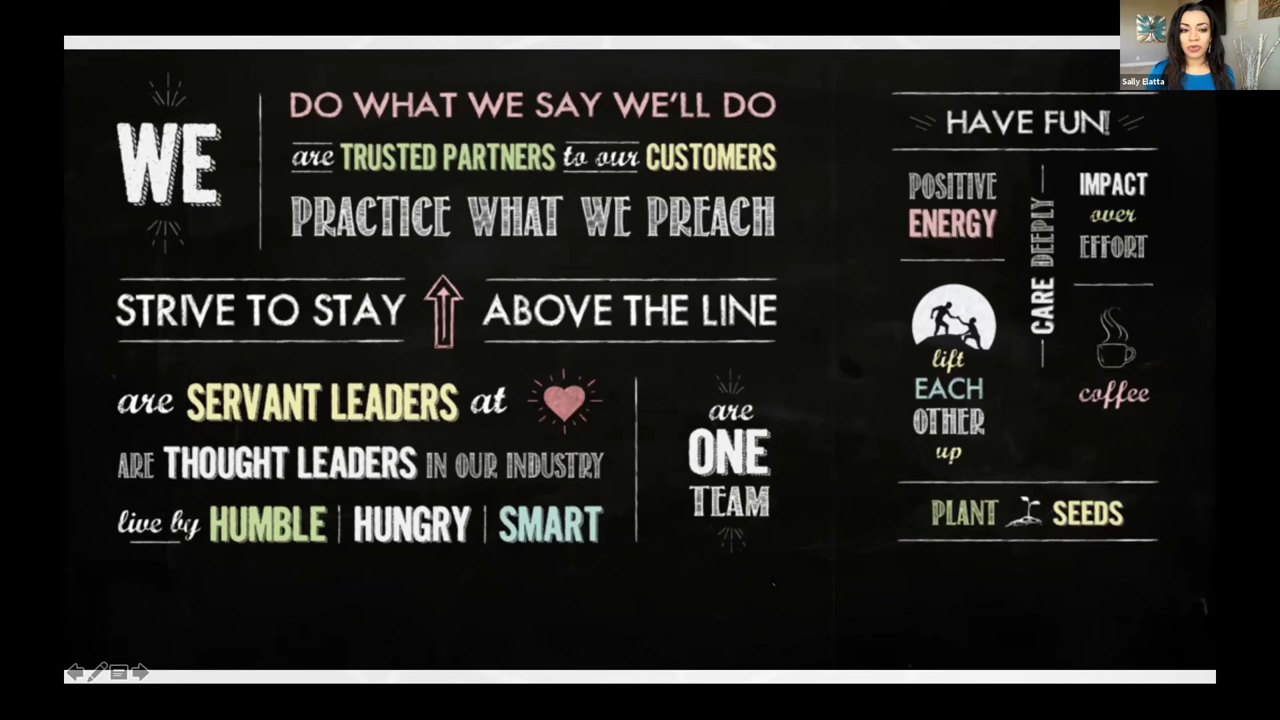 WE
DO WHAT WE SAY WE'LL DO
are TRUSTED PARTNERS to our CUSTOMERS
PRACTICE WHAT WE PREACH
STRIVE TO STAY ABOVE THE LINE
are SERVANT LEADERS at
ARE THOUGHT LEADERS IN OUR INDUSTRY
live by HUMBLE | HUNGRY | SMART
are
ONE
TEAM
HAVE FUN!
POSITIVE
ENERGY
CARE DEEPLY
IMPACT
over
EFFORT
lift
EACH
OTHER
up
coffee
PLANT SEEDS
Sally Elatta